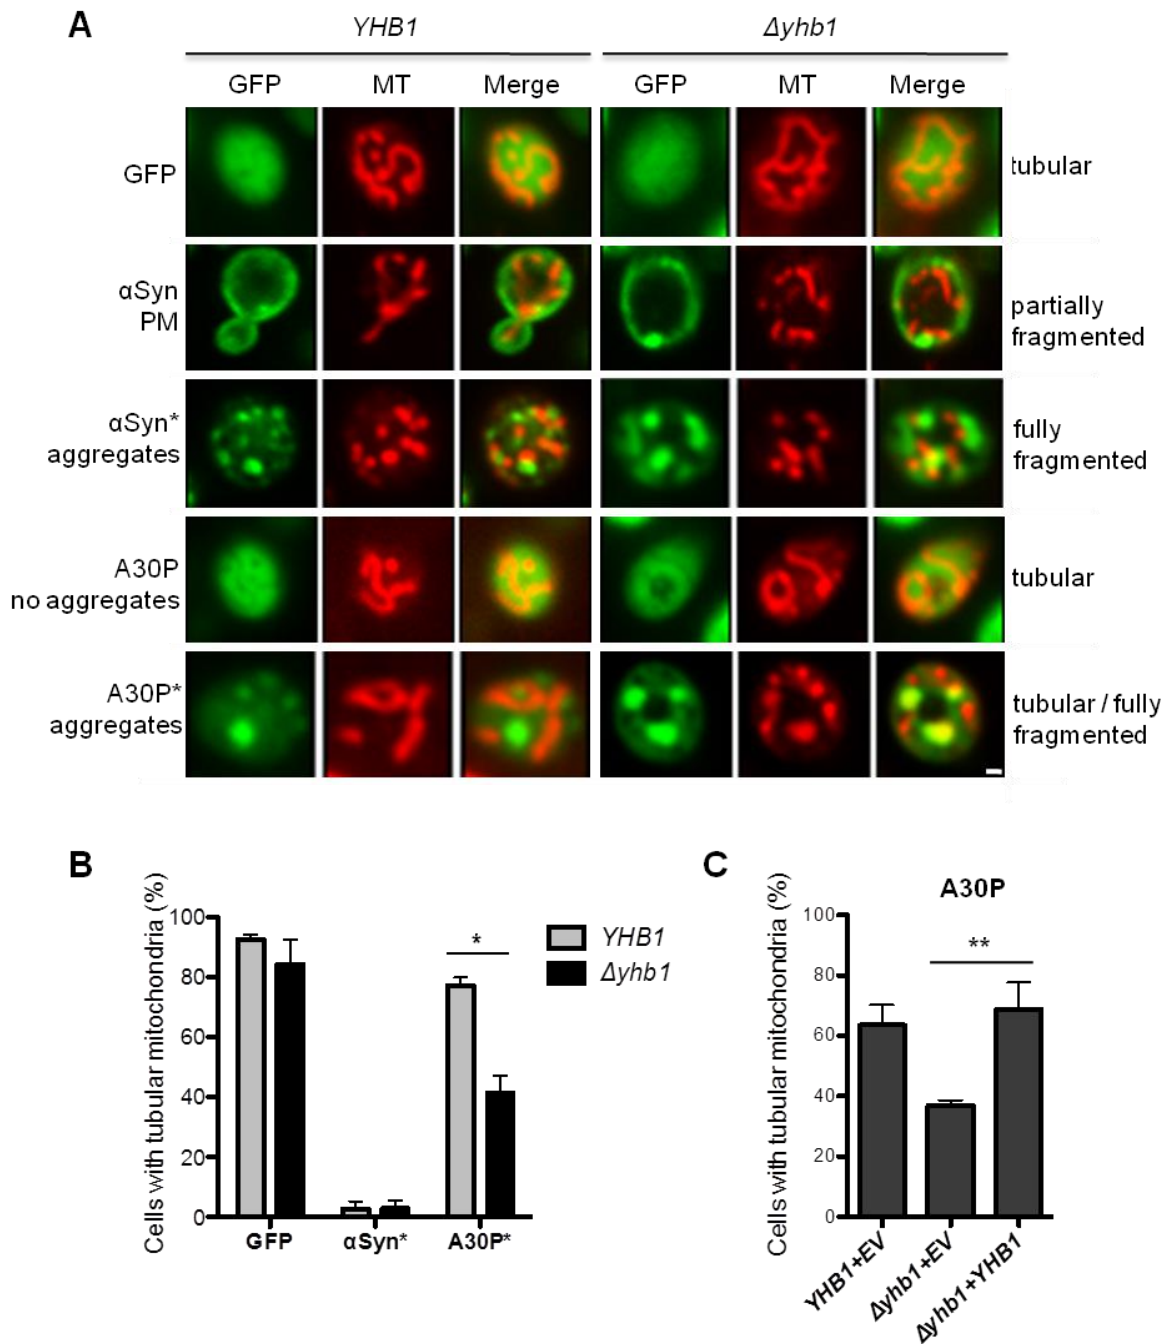 A
YHB1 Δyhb1
GFP MT Merge GFP MT Merge
GFP tubular
αSyn
PM
partially
fragmented
αSyn*
aggregates
fully
fragmented
A30P
no aggregates
tubular
A30P*
aggregates
tubular / fully
fragmented
B
Cells with tubular mitochondria (%)
100
80
60
40
20
0
*
GFP αSyn* A30P*
YHB1
Δyhb1
C
A30P
Cells with tubular mitochondria (%)
100
80
60
40
20
0
**
YHB1+EV
Δyhb1+EV
Δyhb1+YHB1